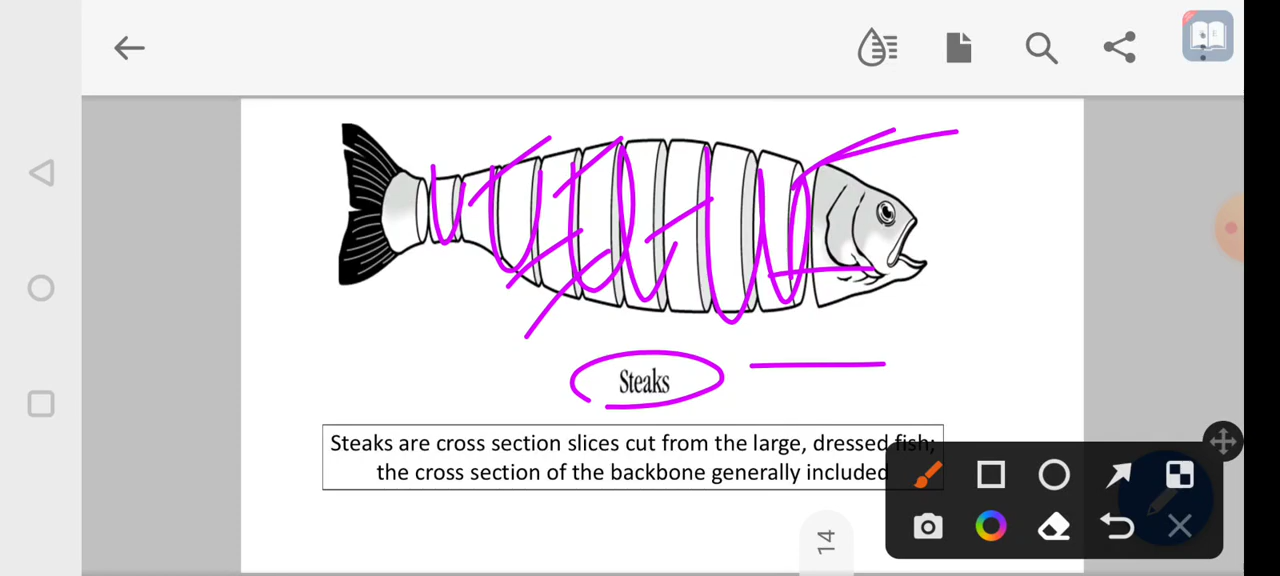 Steaks
Steaks are cross section slices cut from the large, dressed fish;
the cross section of the backbone generally included
14